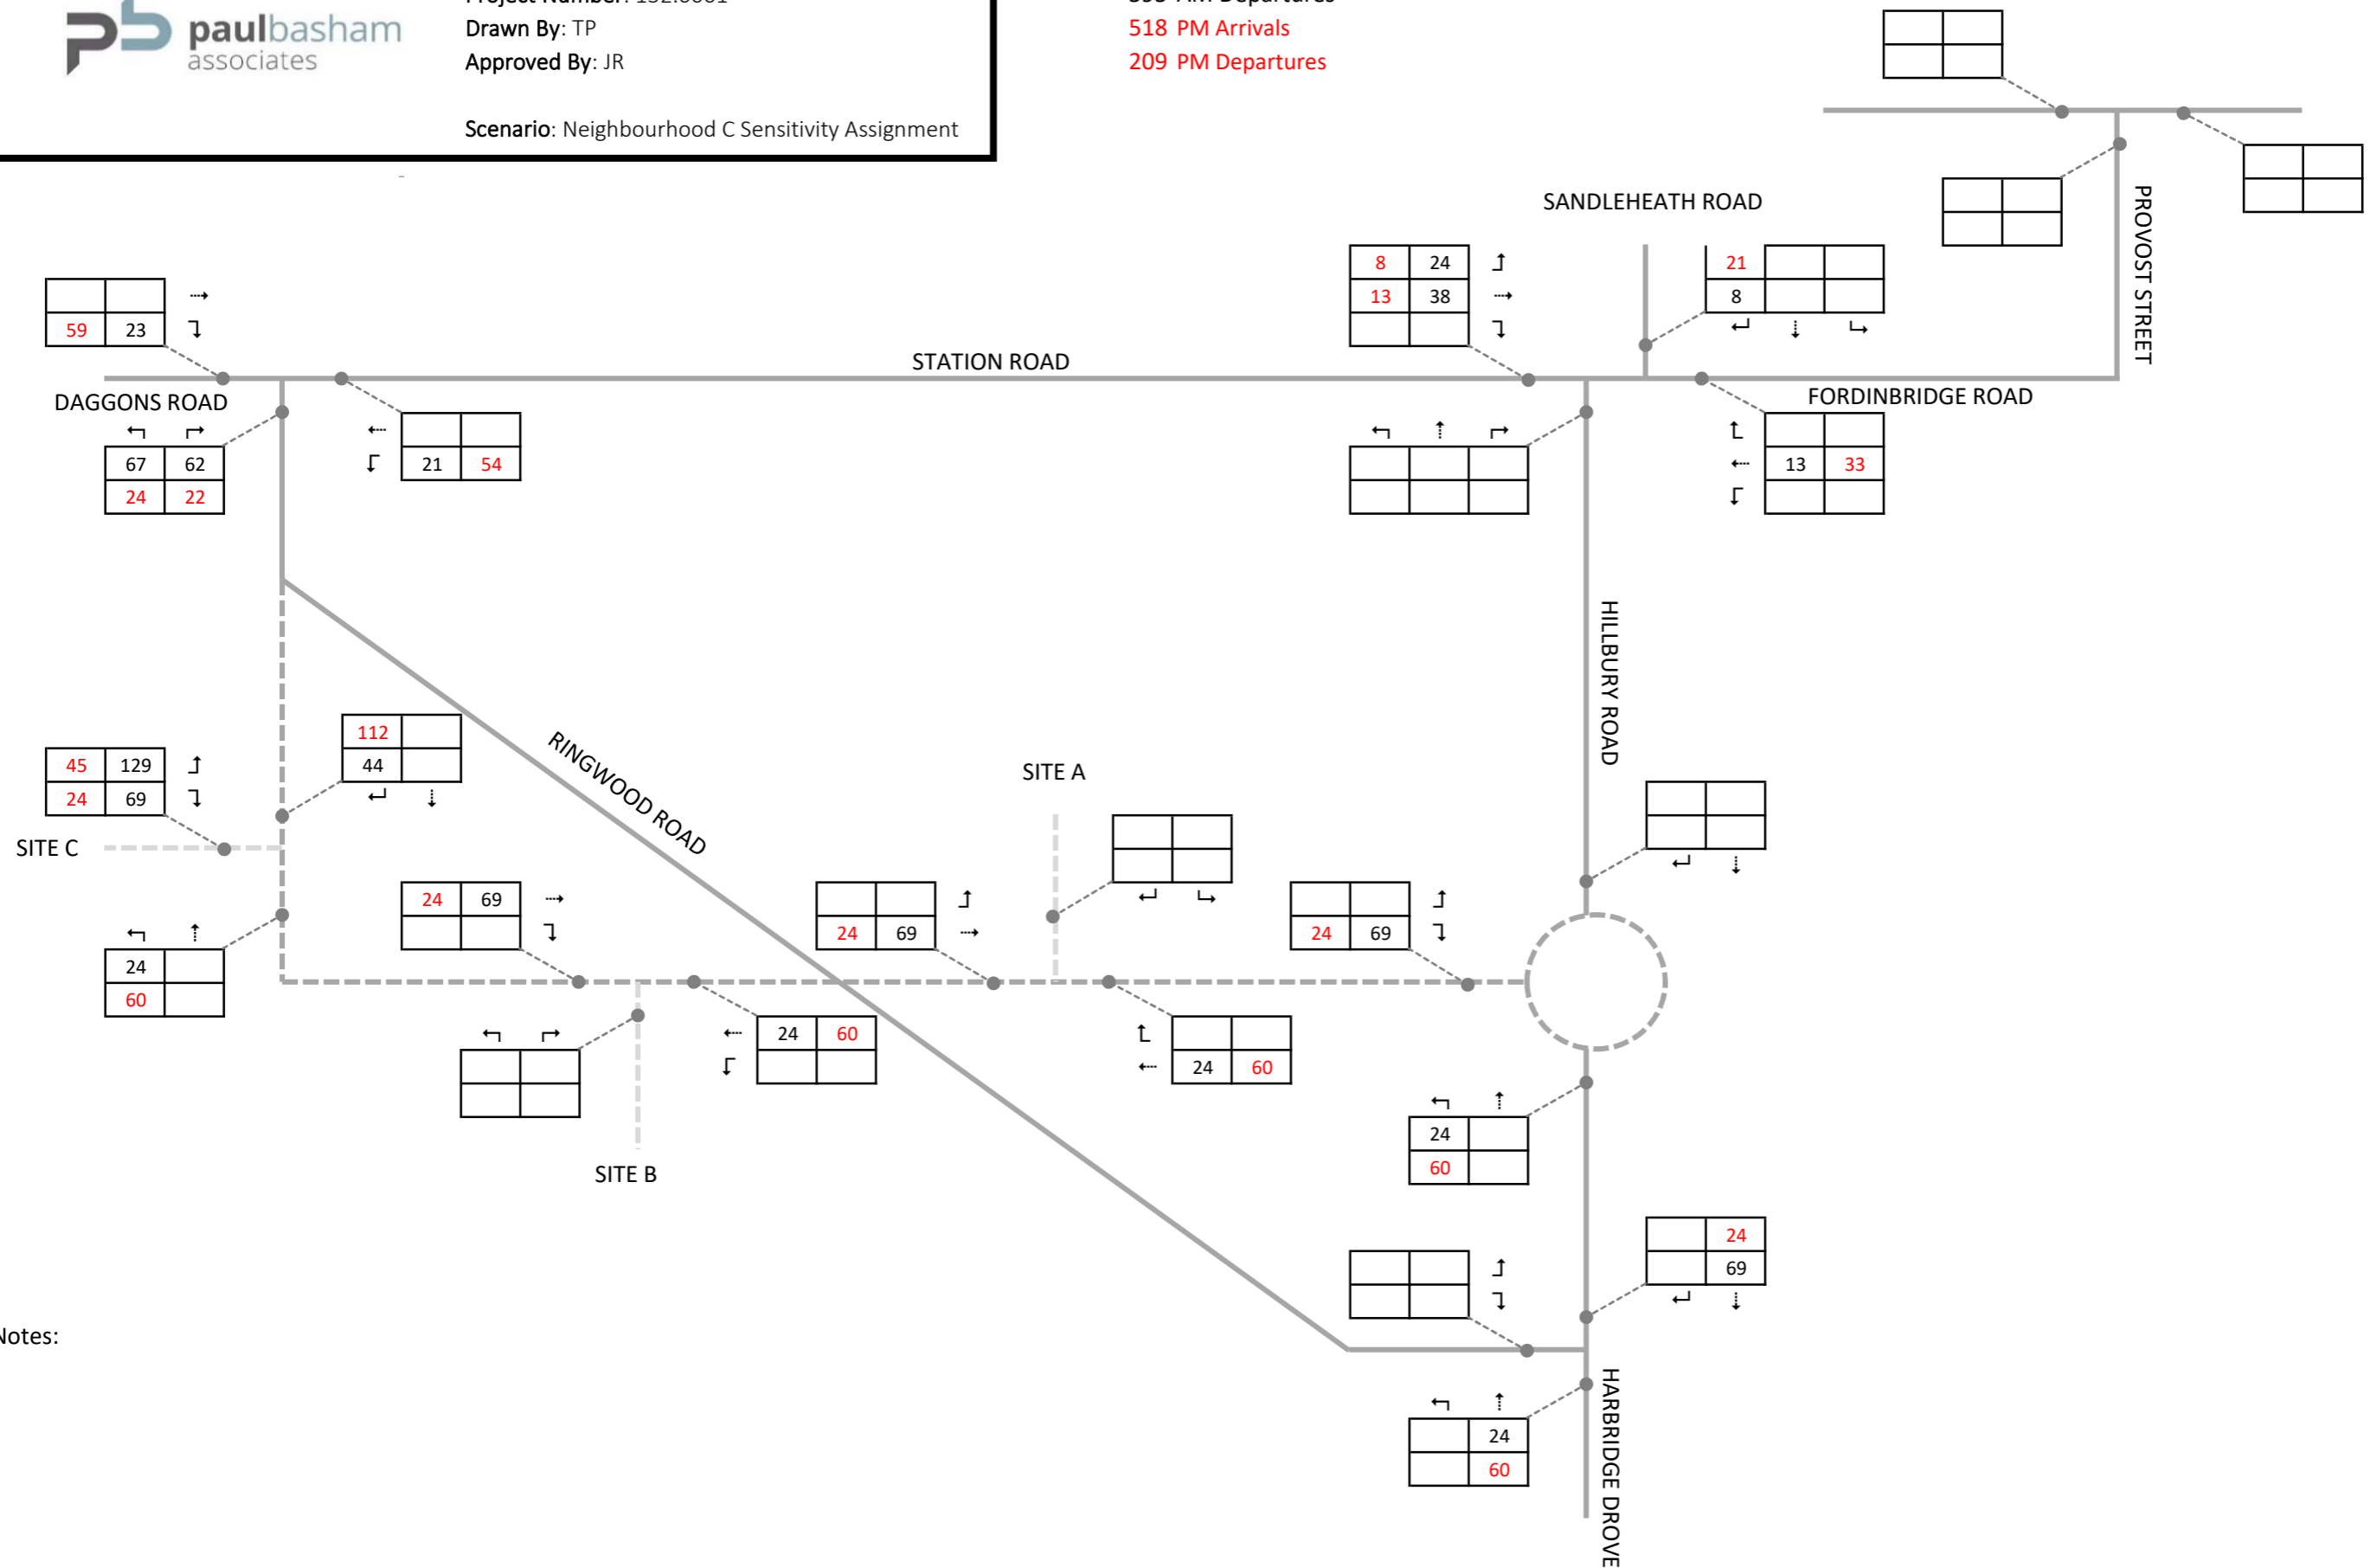 paulbasham
associates
Drawn By: TP
Approved By: JR
Scenario: Neighbourhood C Sensitivity Assignment
518 PM Arrivals
209 PM Departures
SANDLEHEATH ROAD
PROVOST STREET
8 24
13 38
21
8
59 23
STATION ROAD
DAGGONS ROAD
FORDINBRIDGE ROAD
67 62
24 22
21 54
13 33
HILLBURY ROAD
112
44
RINGWOOD ROAD
45 129
24 69
SITE C
SITE A
24 69
24 69
24 69
24
60
24 60
24 60
SITE B
24
60
24
69
Notes:
HARBRIDGE DROVE
24
60